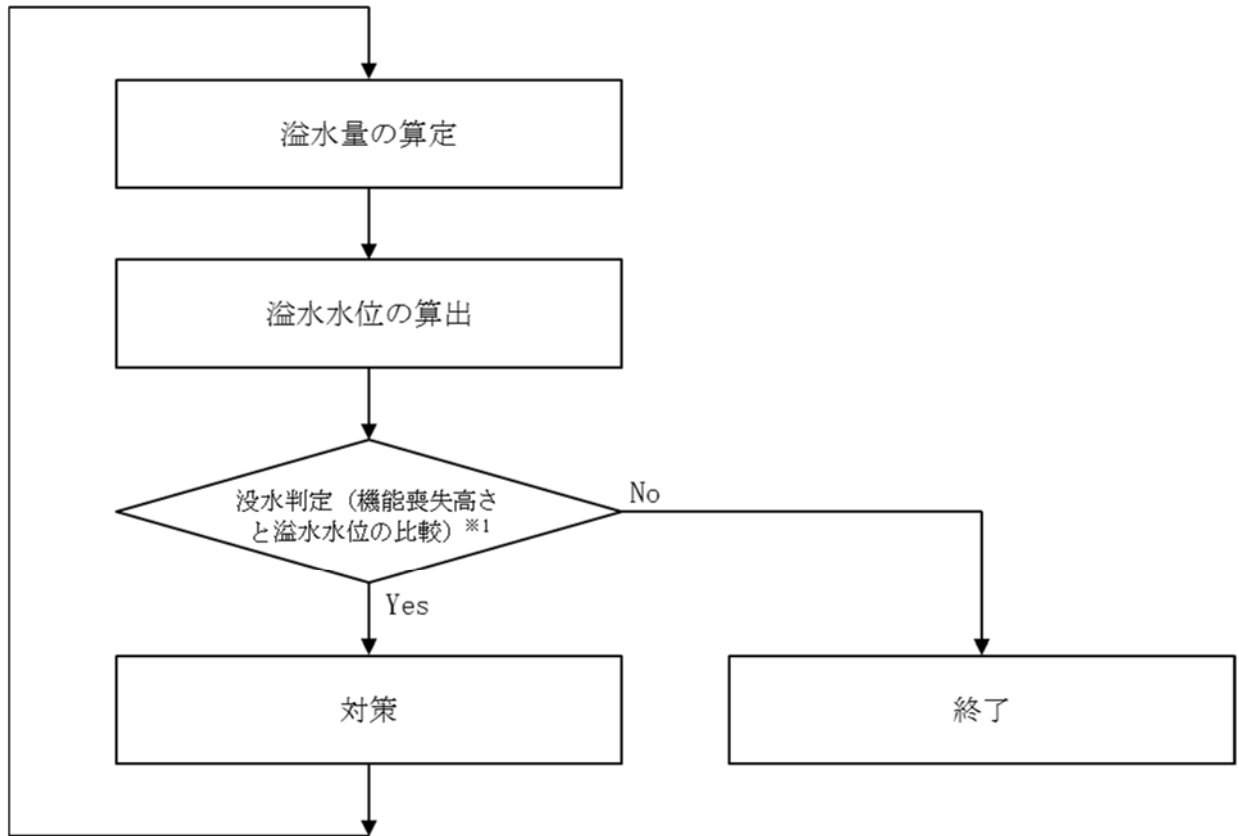 溢水量の算定
溢水水位の算出
没水判定（機能喪失高さ
と溢水水位の比較）※1
No
Yes
対策
終了